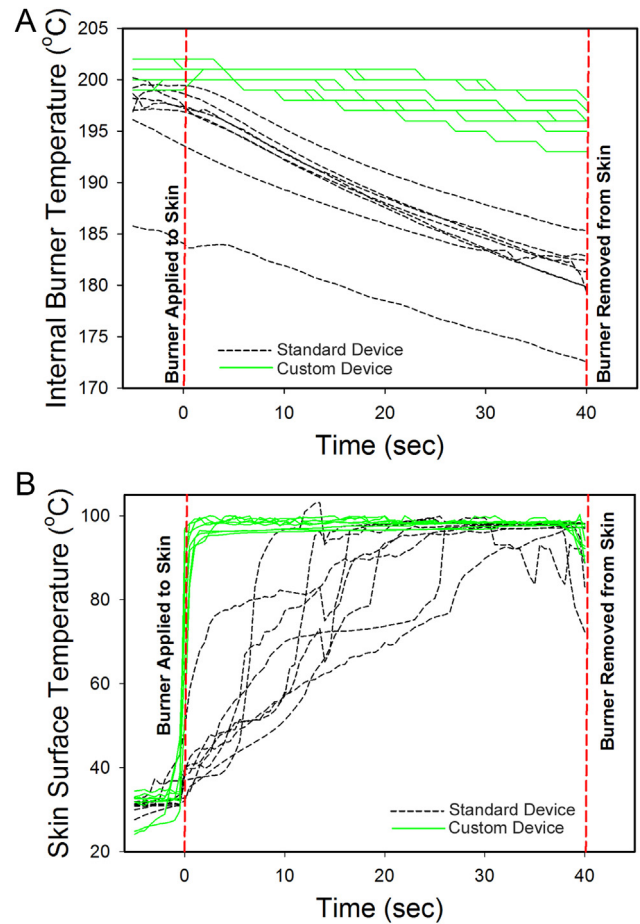 A
Internal Burner Temperature (°C)
205
200
195
190
185
180
175
170
Burner Applied to Skin
Burner Removed from Skin
Standard Device
Custom Device
0
10
20
30
40
Time (sec)
B
Skin Surface Temperature (°C)
100
80
60
40
20
Burner Applied to Skin
Burner Removed from Skin
Standard Device
Custom Device
0
10
20
30
40
Time (sec)